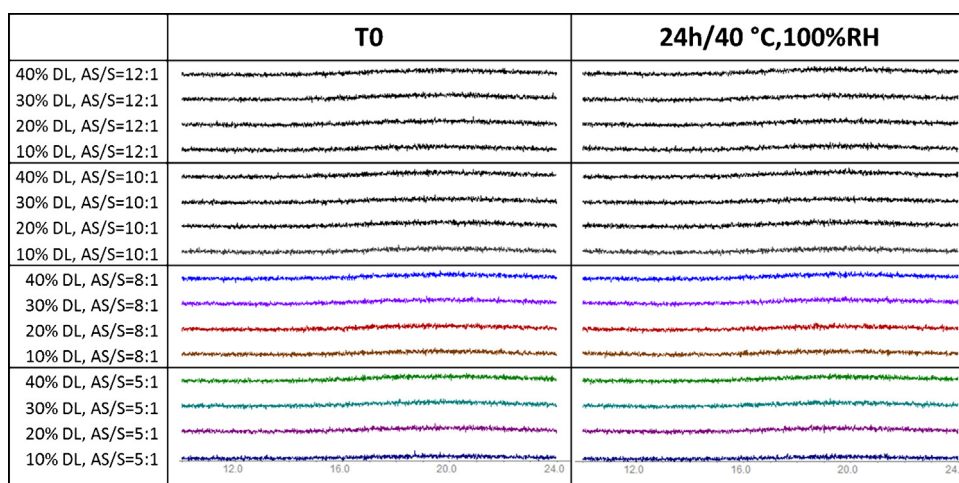 T0 24h/40 °C,100%RH
40% DL, AS/S=12:1
30% DL, AS/S=12:1
20% DL, AS/S=12:1
10% DL, AS/S=12:1
40% DL, AS/S=10:1
30% DL, AS/S=10:1
20% DL, AS/S=10:1
10% DL, AS/S=10:1
40% DL, AS/S=8:1
30% DL, AS/S=8:1
20% DL, AS/S=8:1
10% DL, AS/S=8:1
40% DL, AS/S=5:1
30% DL, AS/S=5:1
20% DL, AS/S=5:1
10% DL, AS/S=5:1
12.0 16.0 20.0 24.0 12.0 16.0 20.0